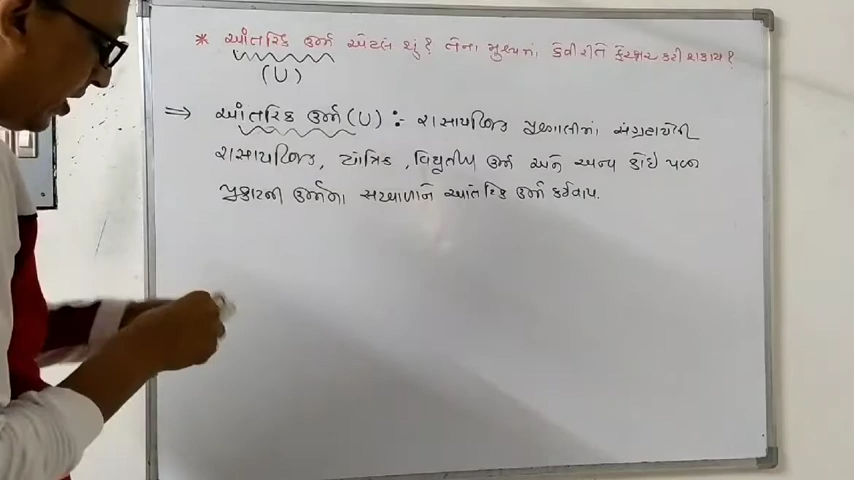 * આંતરિક ઉર્જા એટલે શું? તેના મુલ્યમાં કેવી રીતે ફેરફાર કરી શકાય?
(U)
⇒ આંતરિક ઉર્જા (U) :- રાસાયણિક પ્રણાલીમાં સંગ્રહાયેલી
રાસાયણિક, યાંત્રિક, વિદ્યુતીય ઉર્જા અને અન્ય કોઈ પણ
પ્રકારની ઉર્જાના સરવાળાને આંતરિક ઉર્જા કહેવાય.